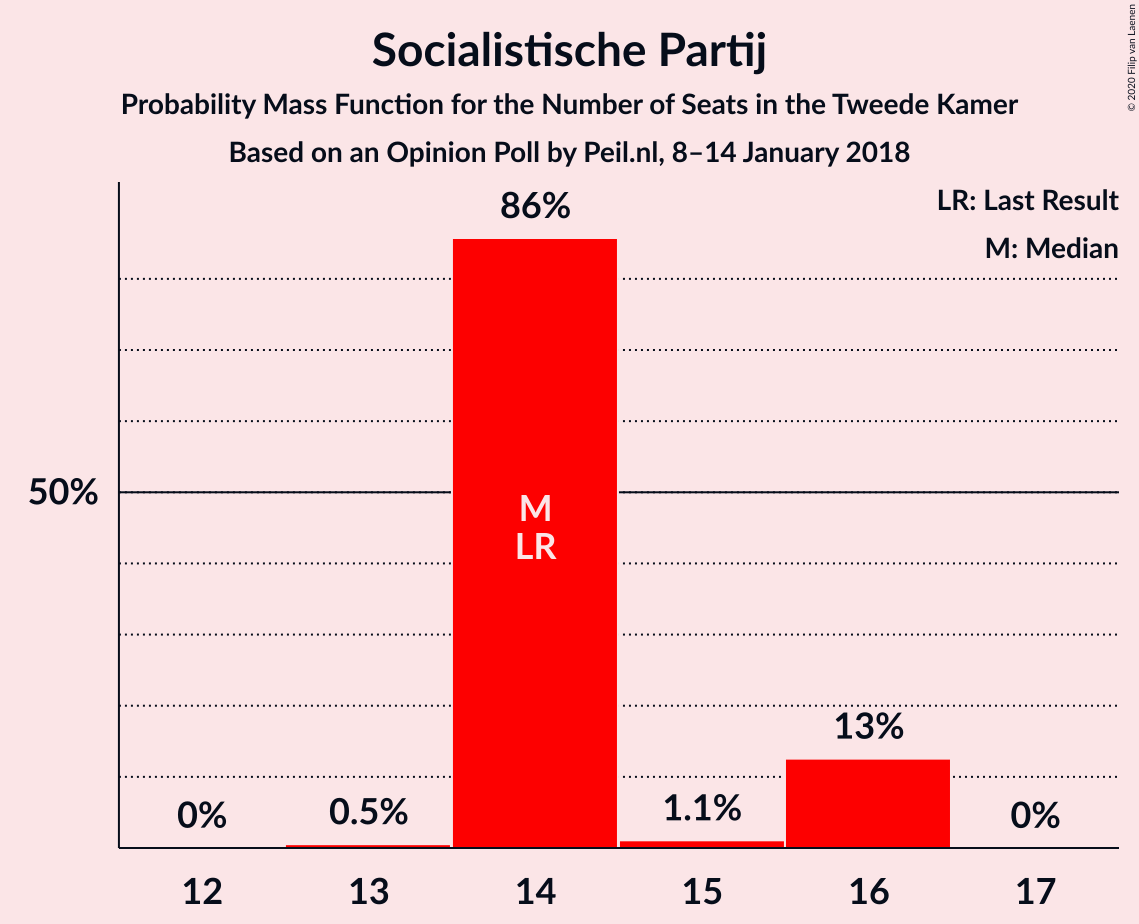 Socialistische Partij
Probability Mass Function for the Number of Seats in the Tweede Kamer
Based on an Opinion Poll by Peil.nl, 8–14 January 2018
© 2020 Filip van Laenen
LR: Last Result
M: Median
86%
50%
M
LR
13%
0%
0.5%
1.1%
0%
12
13
14
15
16
17